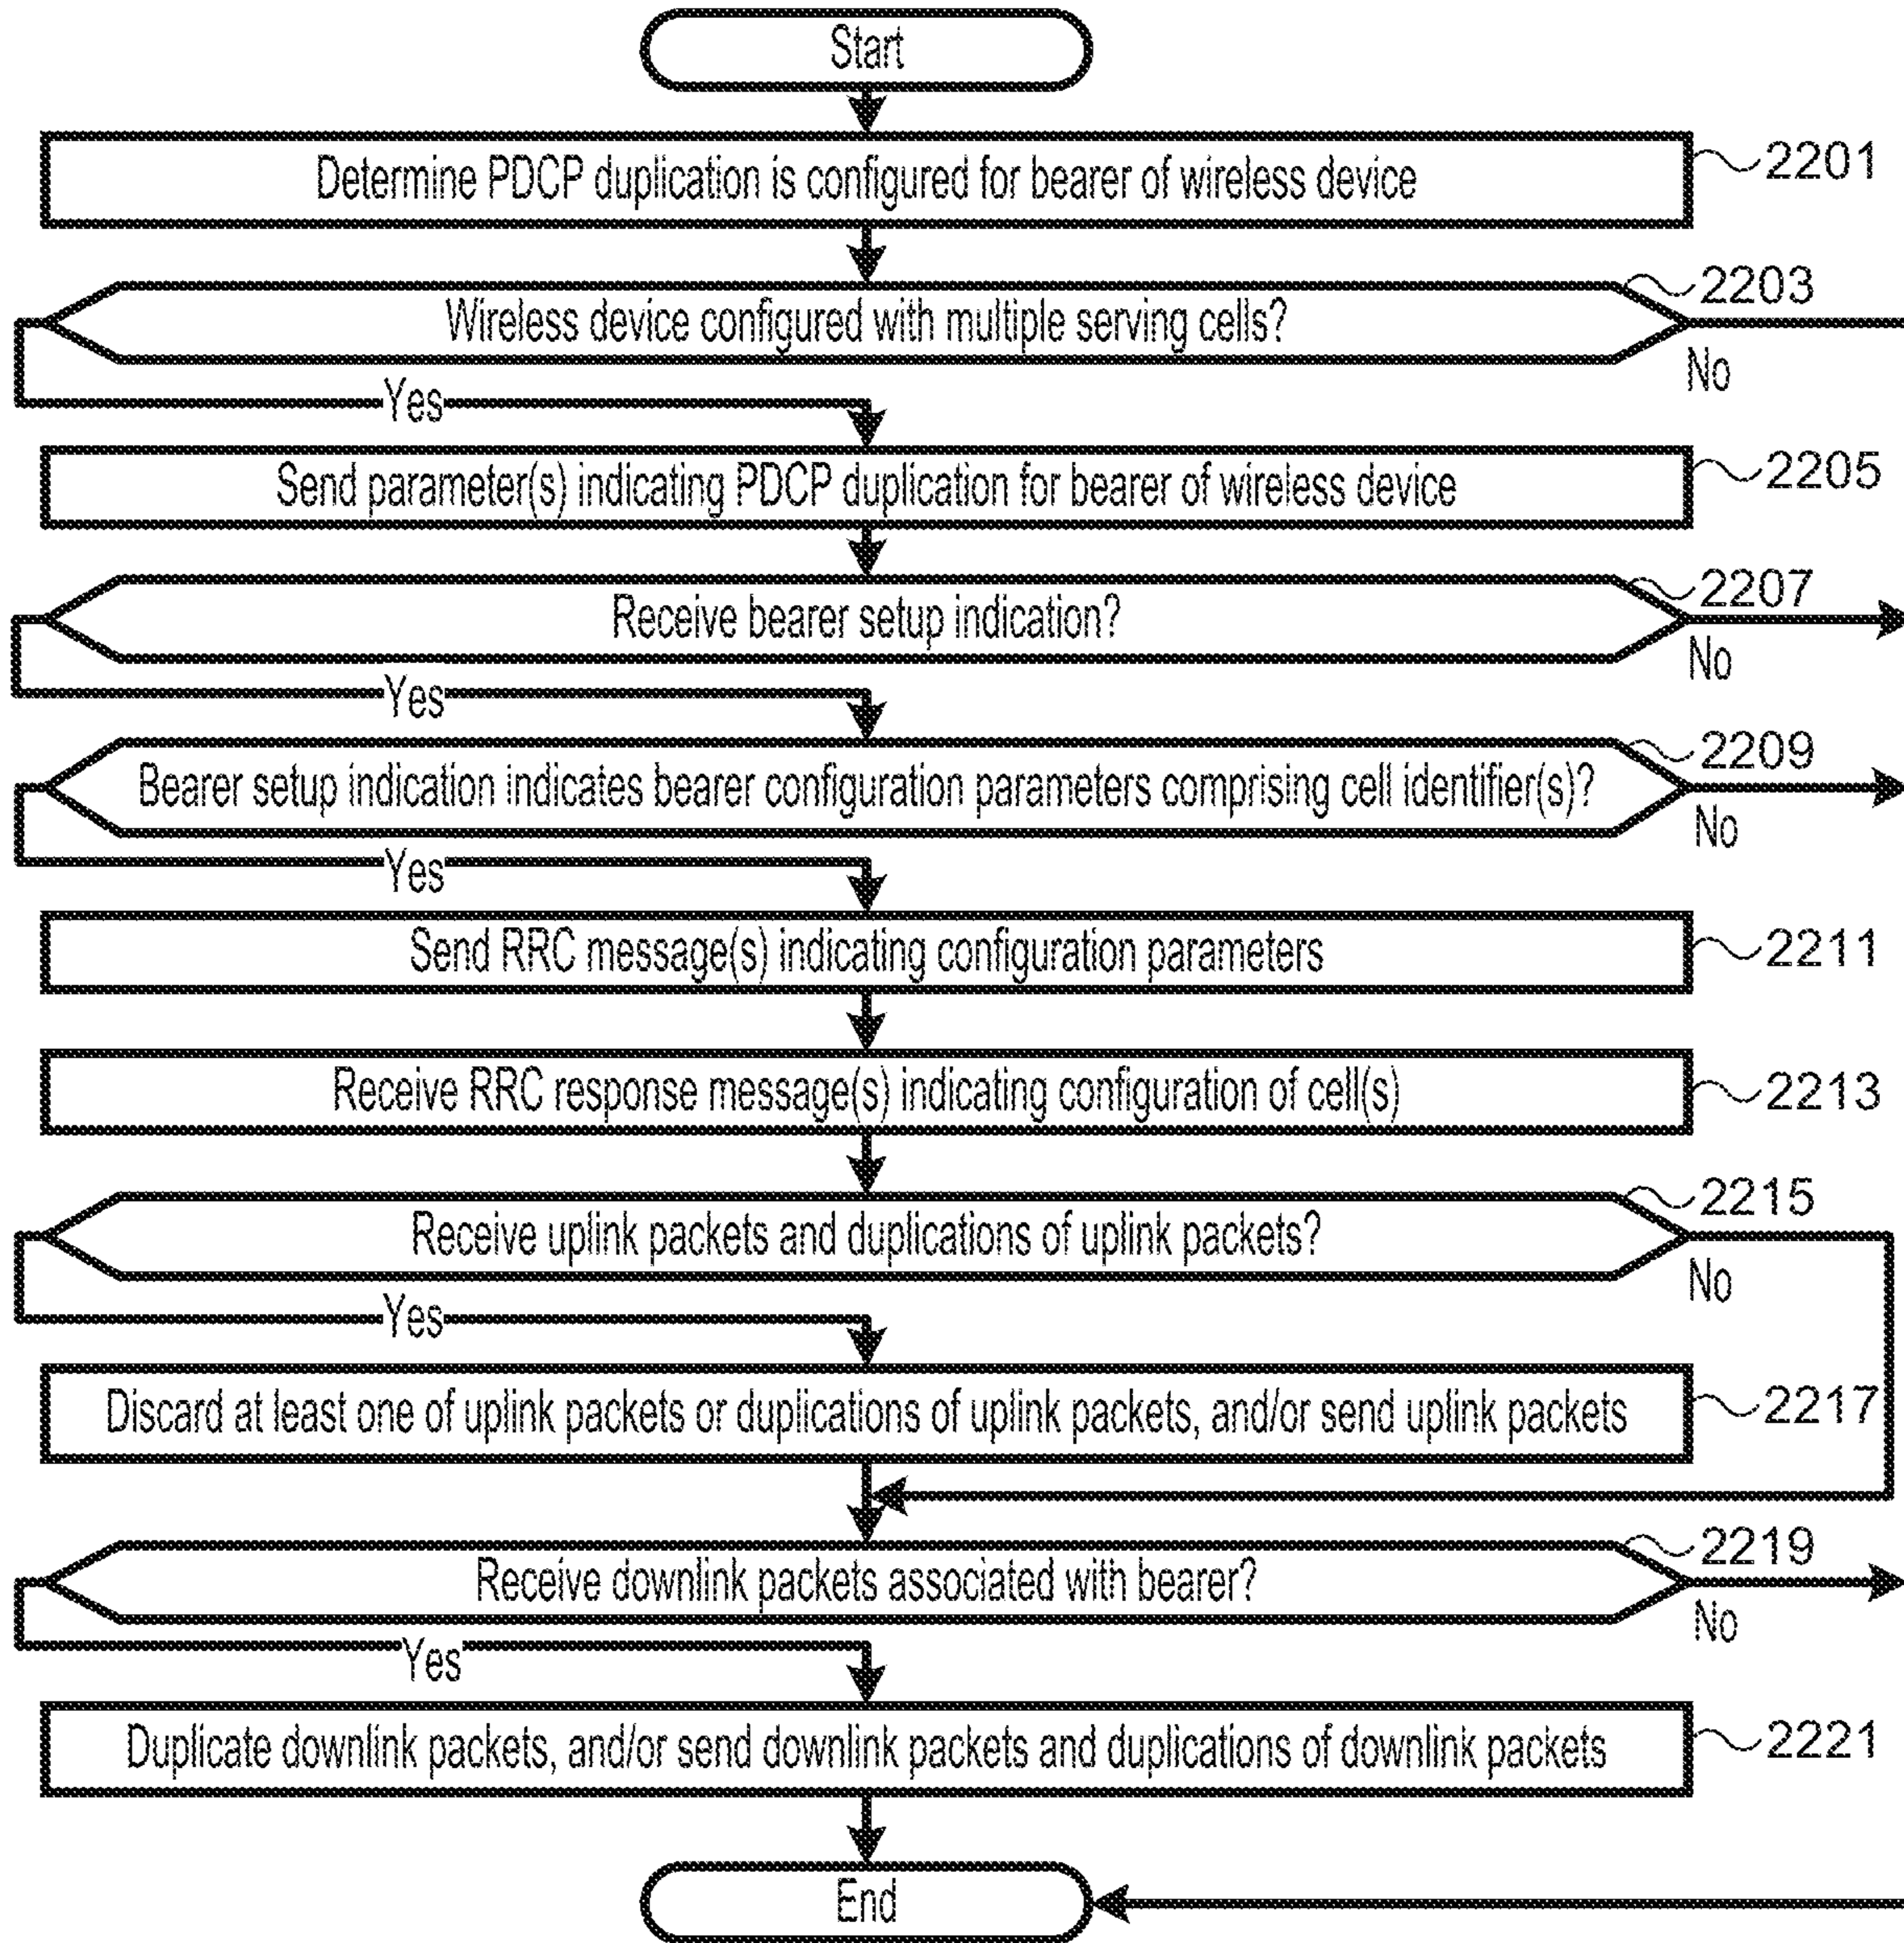 Start
Determine PDCP duplication is configured for bearer of wireless device
2201
Wireless device configured with multiple serving cells?
2203
No
Yes
Send parameter(s) indicating PDCP duplication for bearer of wireless device
2205
Receive bearer setup indication?
2207
No
Yes
Bearer setup indication indicates bearer configuration parameters comprising cell identifier(s)?
2209
No
Yes
Send RRC message(s) indicating configuration parameters
2211
Receive RRC response message(s) indicating configuration of cell(s)
2213
Receive uplink packets and duplications of uplink packets?
2215
No
Yes
Discard at least one of uplink packets or duplications of uplink packets, and/or send uplink packets
2217
Receive downlink packets associated with bearer?
2219
No
Yes
Duplicate downlink packets, and/or send downlink packets and duplications of downlink packets
2221
End